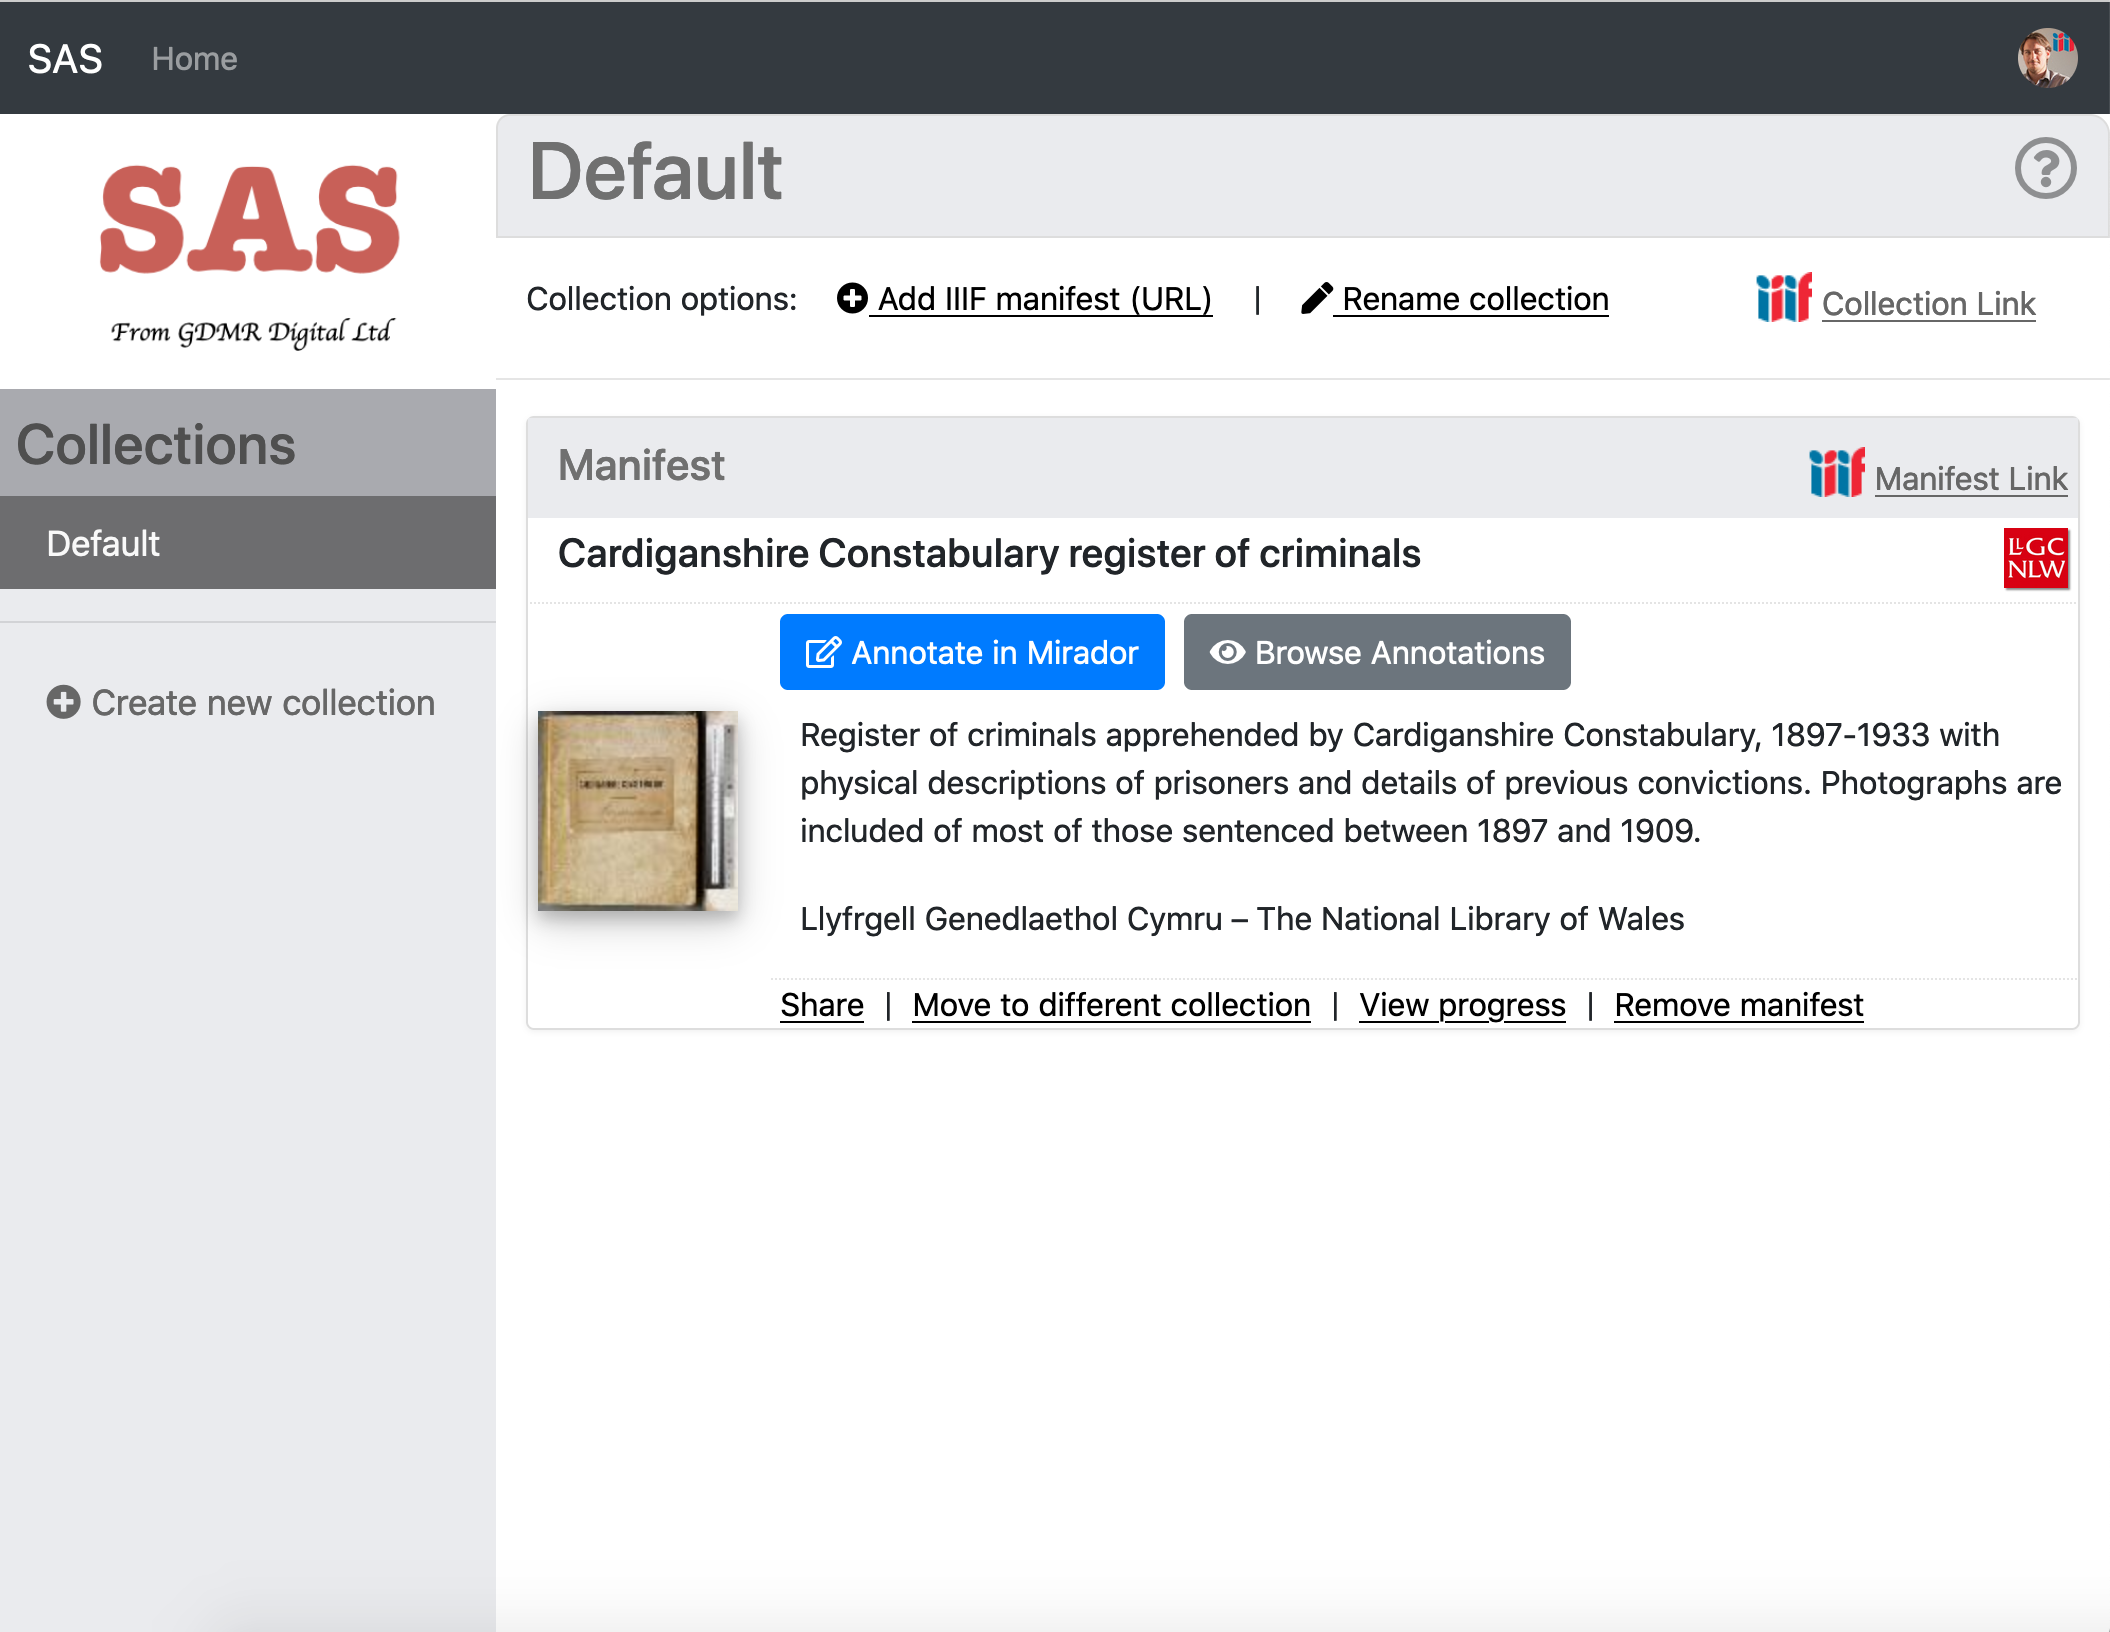 SAS Home
SAS
From GDMR Digital Ltd
Collections
Default
Create new collection
Default
Collection options: Add IIIF manifest (URL) | Rename collection
iiif Collection Link
Manifest
iiif Manifest Link
Cardiganshire Constabulary register of criminals
LLGC
NLW
Annotate in Mirador Browse Annotations
Register of criminals apprehended by Cardiganshire Constabulary, 1897-1933 with
physical descriptions of prisoners and details of previous convictions. Photographs are
included of most of those sentenced between 1897 and 1909.
Llyfrgell Genedlaethol Cymru – The National Library of Wales
Share | Move to different collection | View progress | Remove manifest